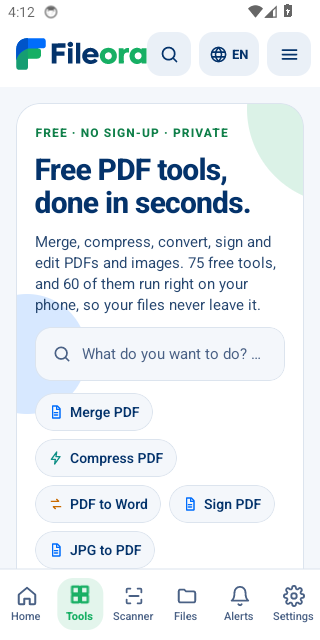 4:12
Fileora
EN
FREE · NO SIGN-UP · PRIVATE
Free PDF tools,
done in seconds.
Merge, compress, convert, sign and
edit PDFs and images. 75 free tools,
and 60 of them run right on your
phone, so your files never leave it.
What do you want to do? ...
Merge PDF
Compress PDF
PDF to Word
Sign PDF
JPG to PDF
Home
Tools
Scanner
Files
Alerts
Settings